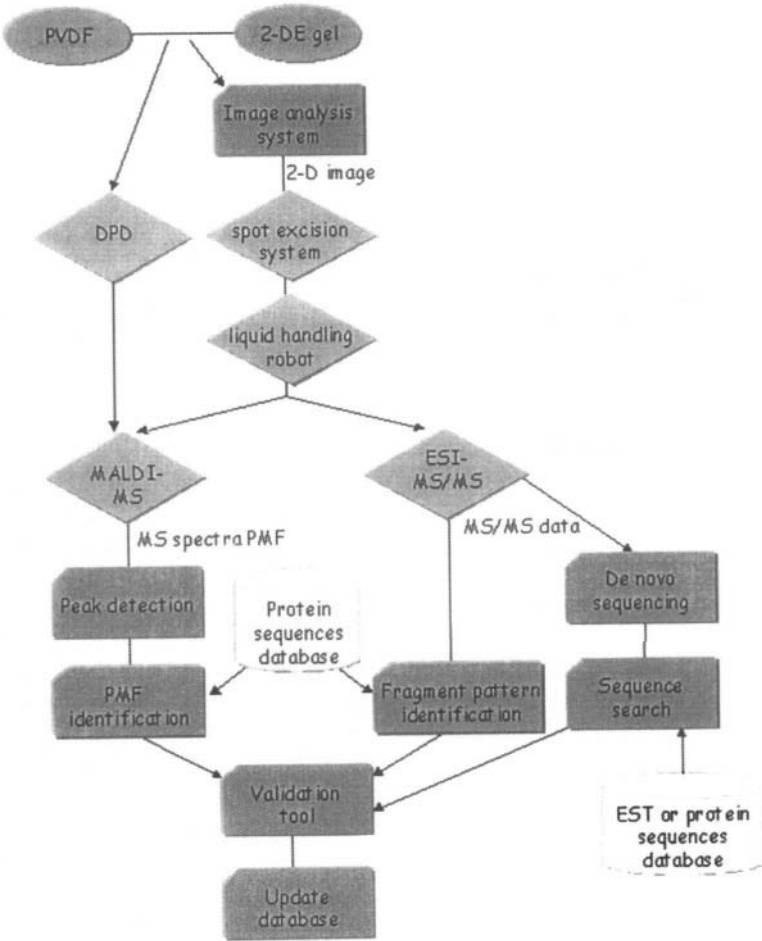 PVDF
2-DE gel
Image analysis
system
2-D image
DPD
spot excision
system
liquid handling
robot
MALDI-
MS
ESI-
MS/MS
MS spectra PMF
MS/MS data
Peak detection
Protein
sequences
database
De novo
sequencing
PMF
identification
Fragment pattern
identification
Sequence
search
Validation
tool
EST or protein
sequences
database
Update
database